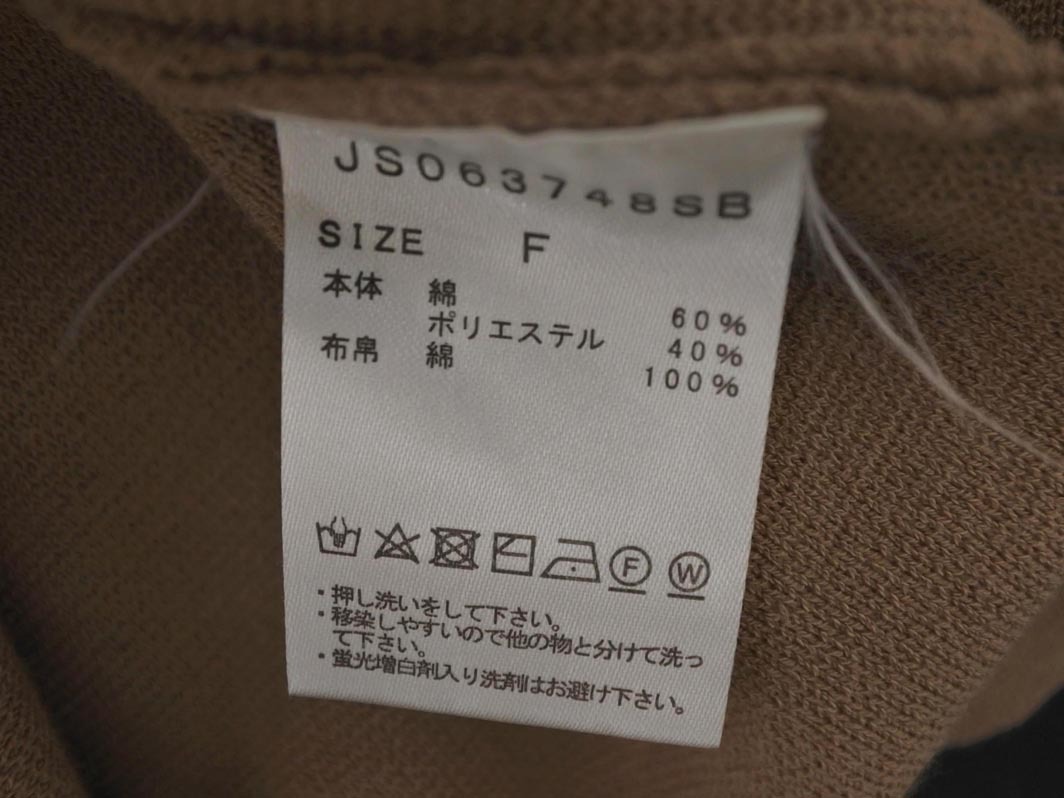 JS063748SB
SIZE F
本体 綿 60%
ポリエステル 40%
布帛 綿 100%
F W
・押し洗いをして下さい。
・移染しやすいので他の物と分けて洗っ
て下さい。
・蛍光増白剤入り洗剤はお避け下さい。